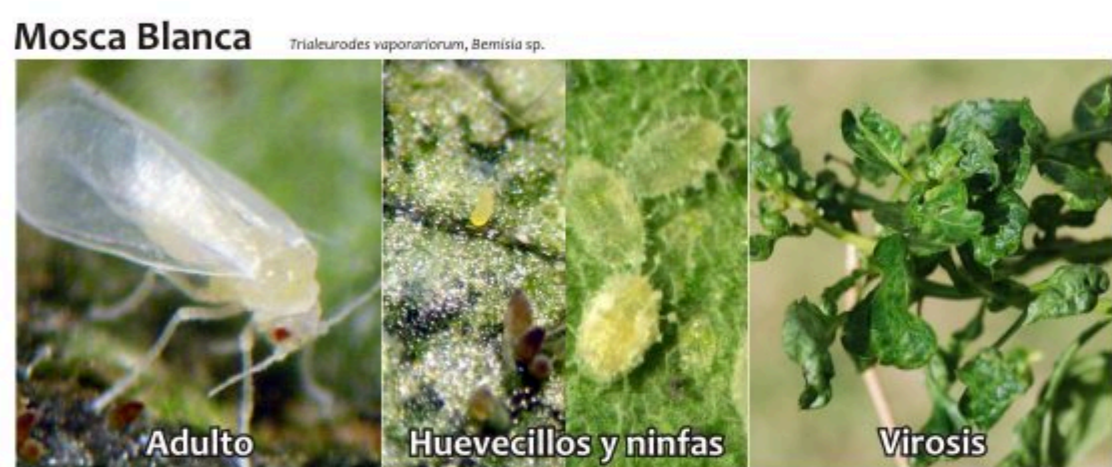 Mosca Blanca Trialeurodes vaporariorum, Bemisia sp.
Adulto Huevecillos y ninfas Virosis